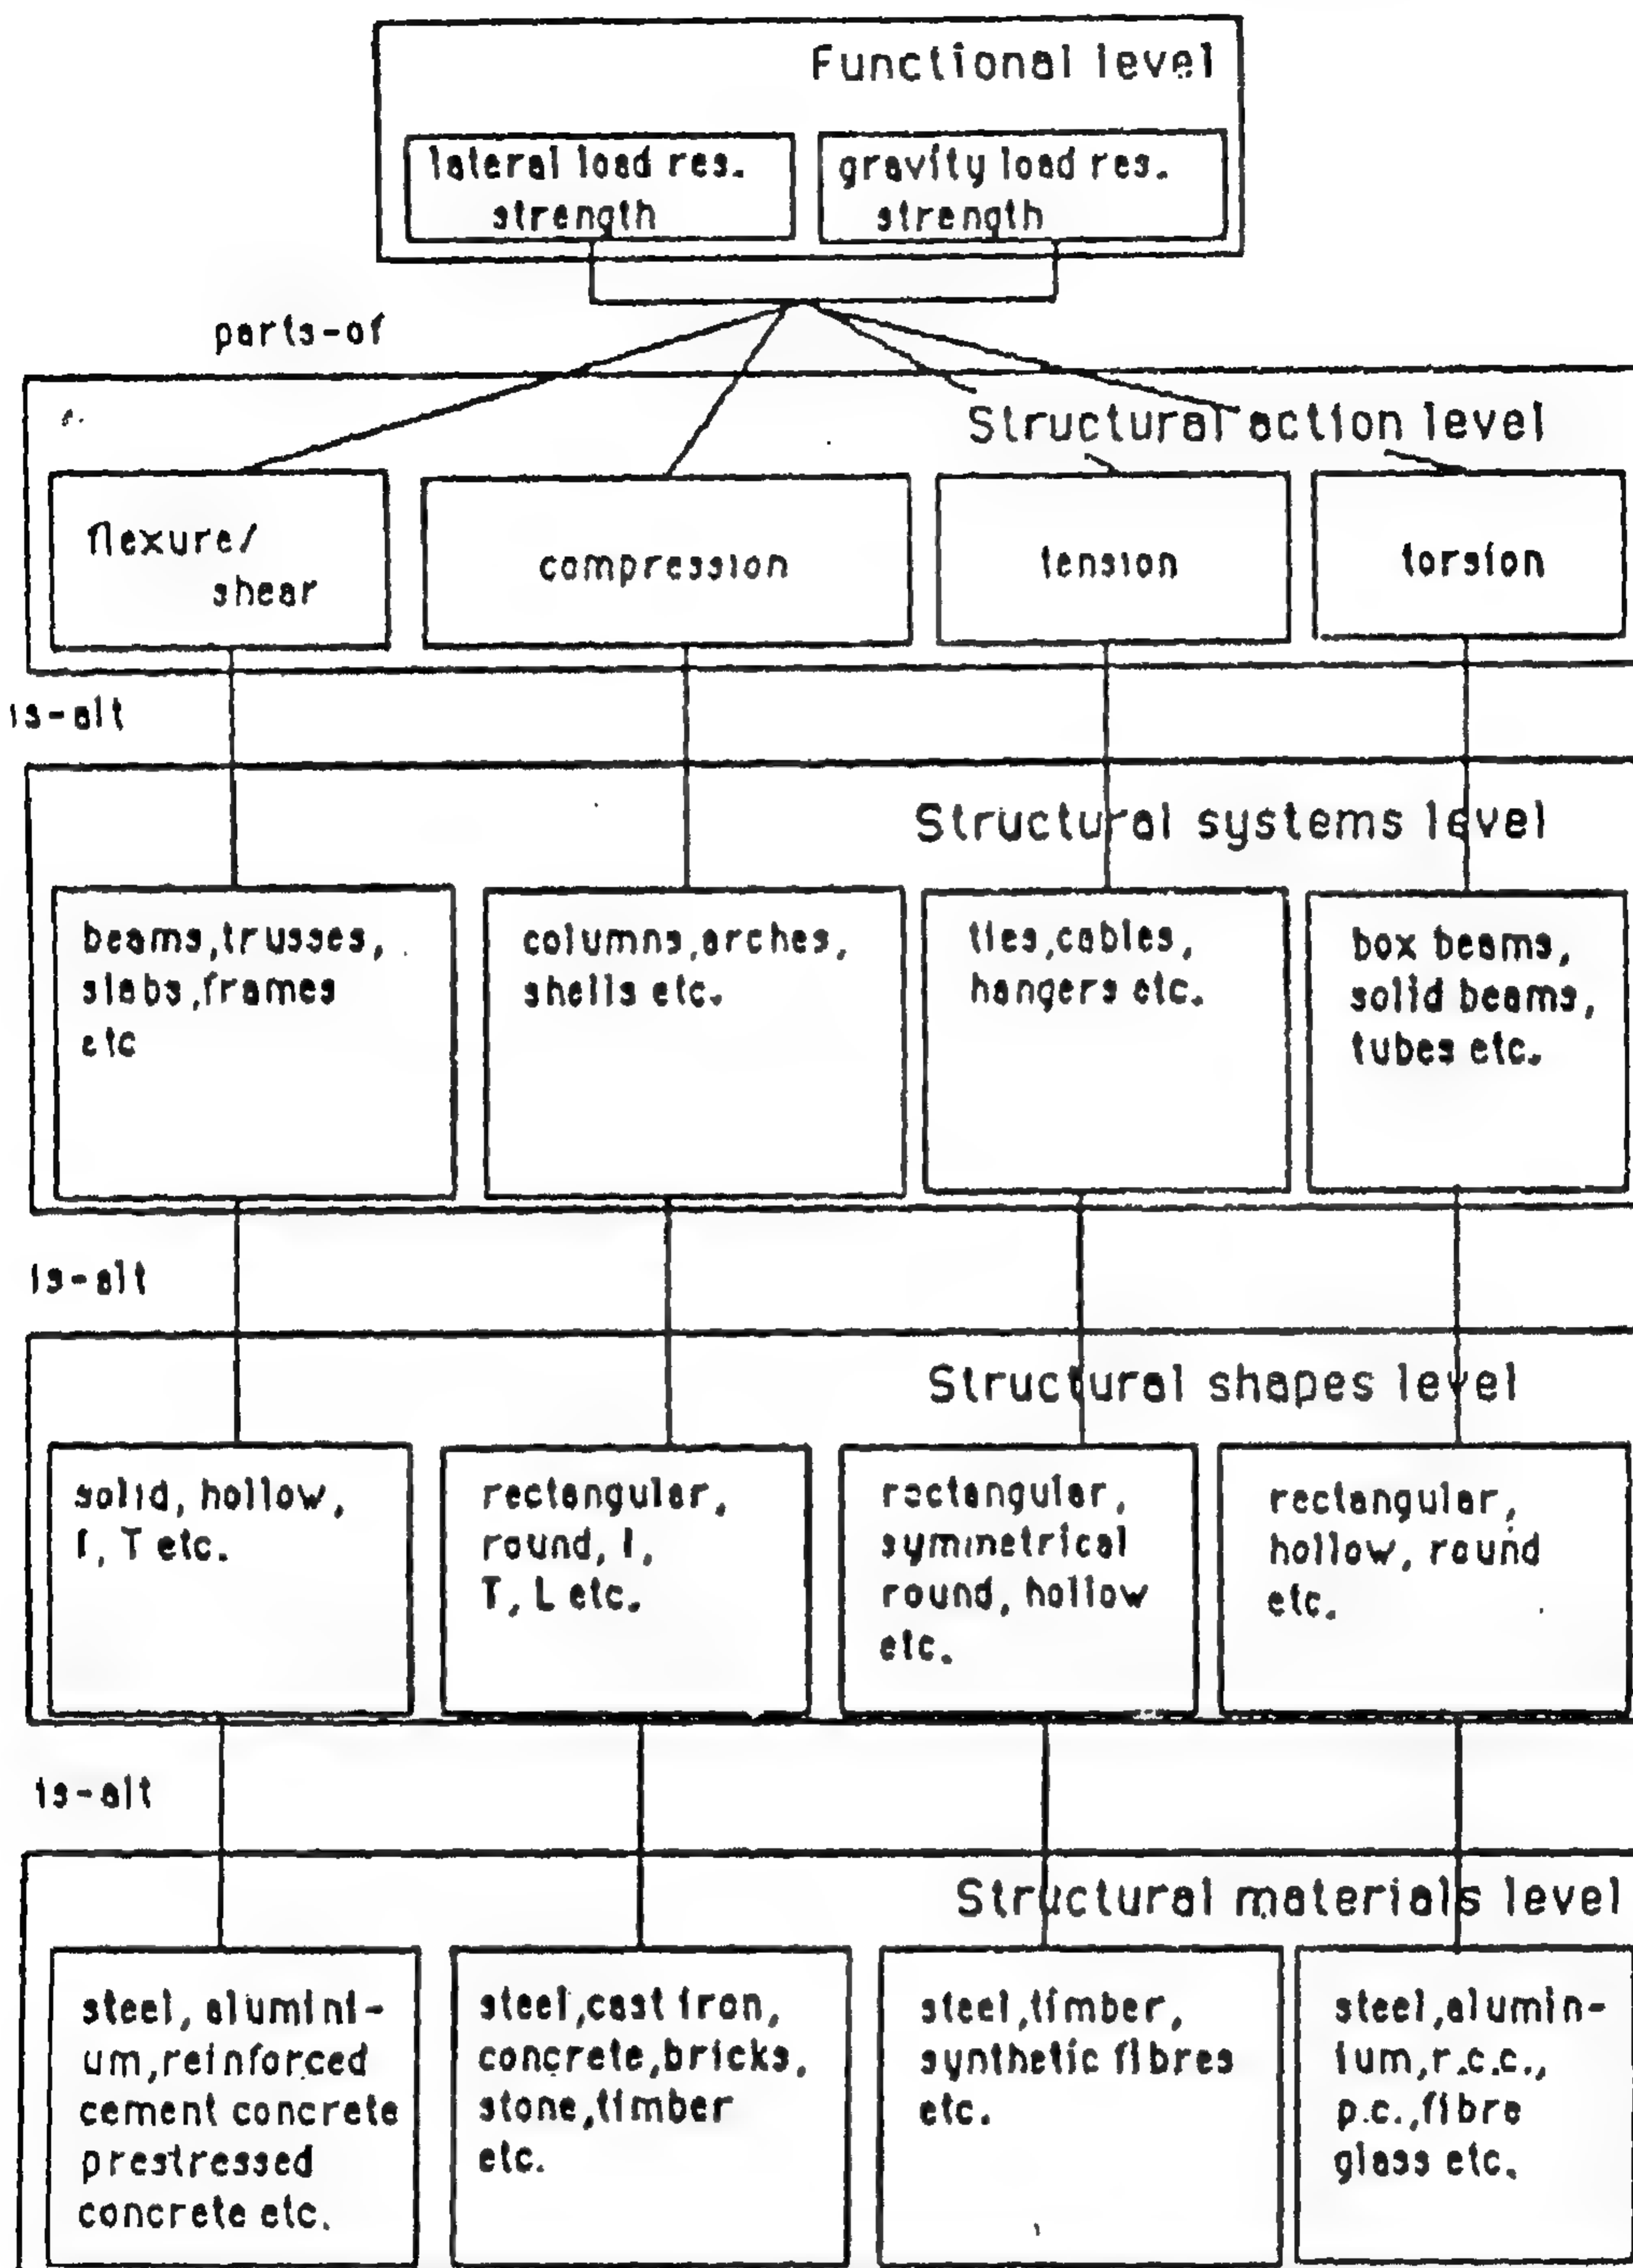 Functional level
lateral load res.
strength
gravity load res.
strength
parts-of
Structural action level
flexure/
shear
compression
tension
torsion
is-alt
Structural systems level
beams,trusses,
slabs,frames
etc
columns,arches,
shells etc.
ties,cables,
hangers etc.
box beams,
solid beams,
tubes etc.
is-alt
Structural shapes level
solid, hollow,
I, T etc.
rectangular,
round, I,
T, L etc.
rectangular,
symmetrical
round, hollow
etc.
rectangular,
hollow, round
etc.
is-alt
Structural materials level
steel, alumini-
um,reinforced
cement concrete
prestressed
concrete etc.
steel,cast iron,
concrete,bricks,
stone,timber
etc.
steel,timber,
synthetic fibres
etc.
steel,alumin-
ium,r.c.c.,
p.c.,fibre
glass etc.